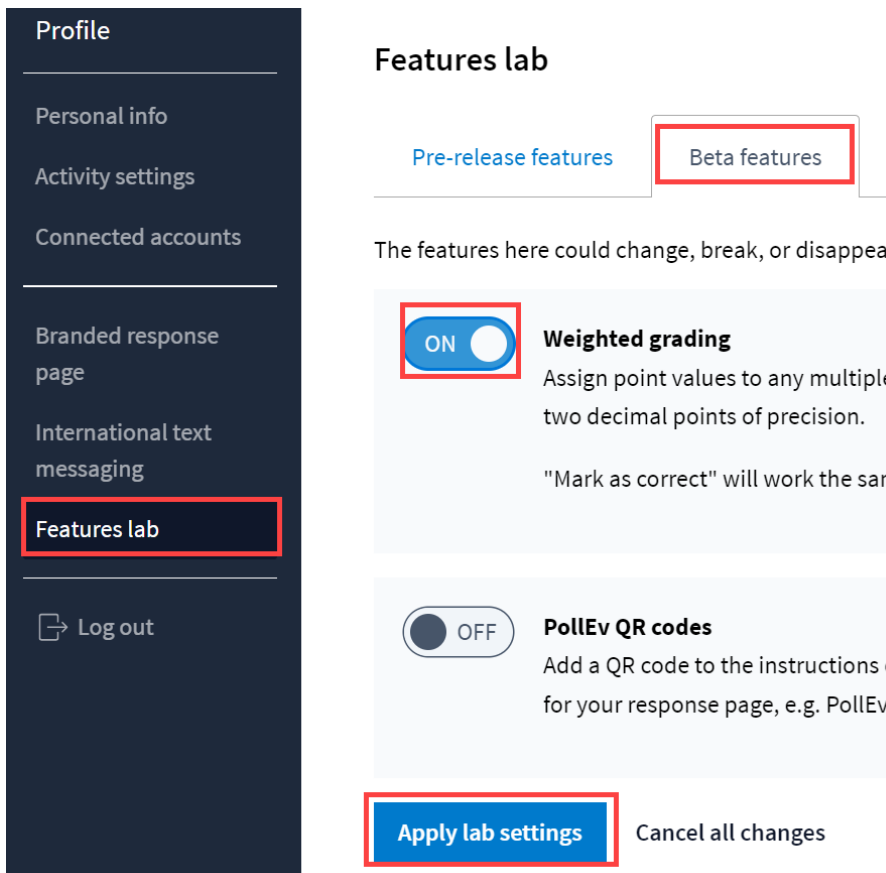 Profile
Personal info
Activity settings
Connected accounts
Branded response
page
International text
messaging
Features lab
Log out
Features lab
Pre-release features
Beta features
The features here could change, break, or disappea
ON
Weighted grading
Assign point values to any multiple
two decimal points of precision.
"Mark as correct" will work the sa
OFF
PollEv QR codes
Add a QR code to the instructions
for your response page, e.g. PollEv
Apply lab settings
Cancel all changes